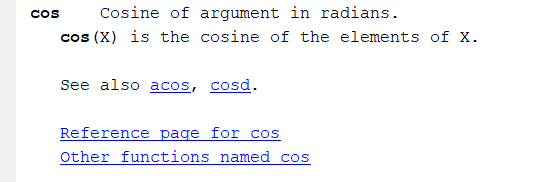 cos    Cosine of argument in radians.
cos(X) is the cosine of the elements of X.
See also acos, cosd.
Reference page for cos
Other functions named cos